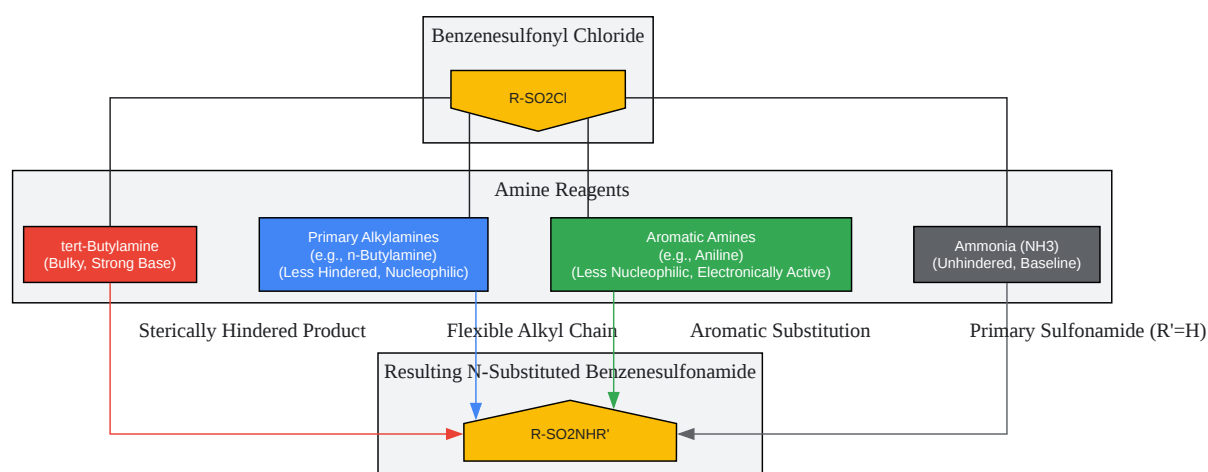 Benzenesulfonyl Chloride
R-SO2Cl
Amine Reagents
tert-Butylamine
(Bulky, Strong Base)
Primary Alkylamines
(e.g., n-Butylamine)
(Less Hindered, Nucleophilic)
Aromatic Amines
(e.g., Aniline)
(Less Nucleophilic, Electronically Active)
Ammonia (NH3)
(Unhindered, Baseline)
Sterically Hindered Product
Flexible Alkyl Chain
Aromatic Substitution
Primary Sulfonamide (R'=H)
Resulting N-Substituted Benzenesulfonamide
R-SO2NHR'